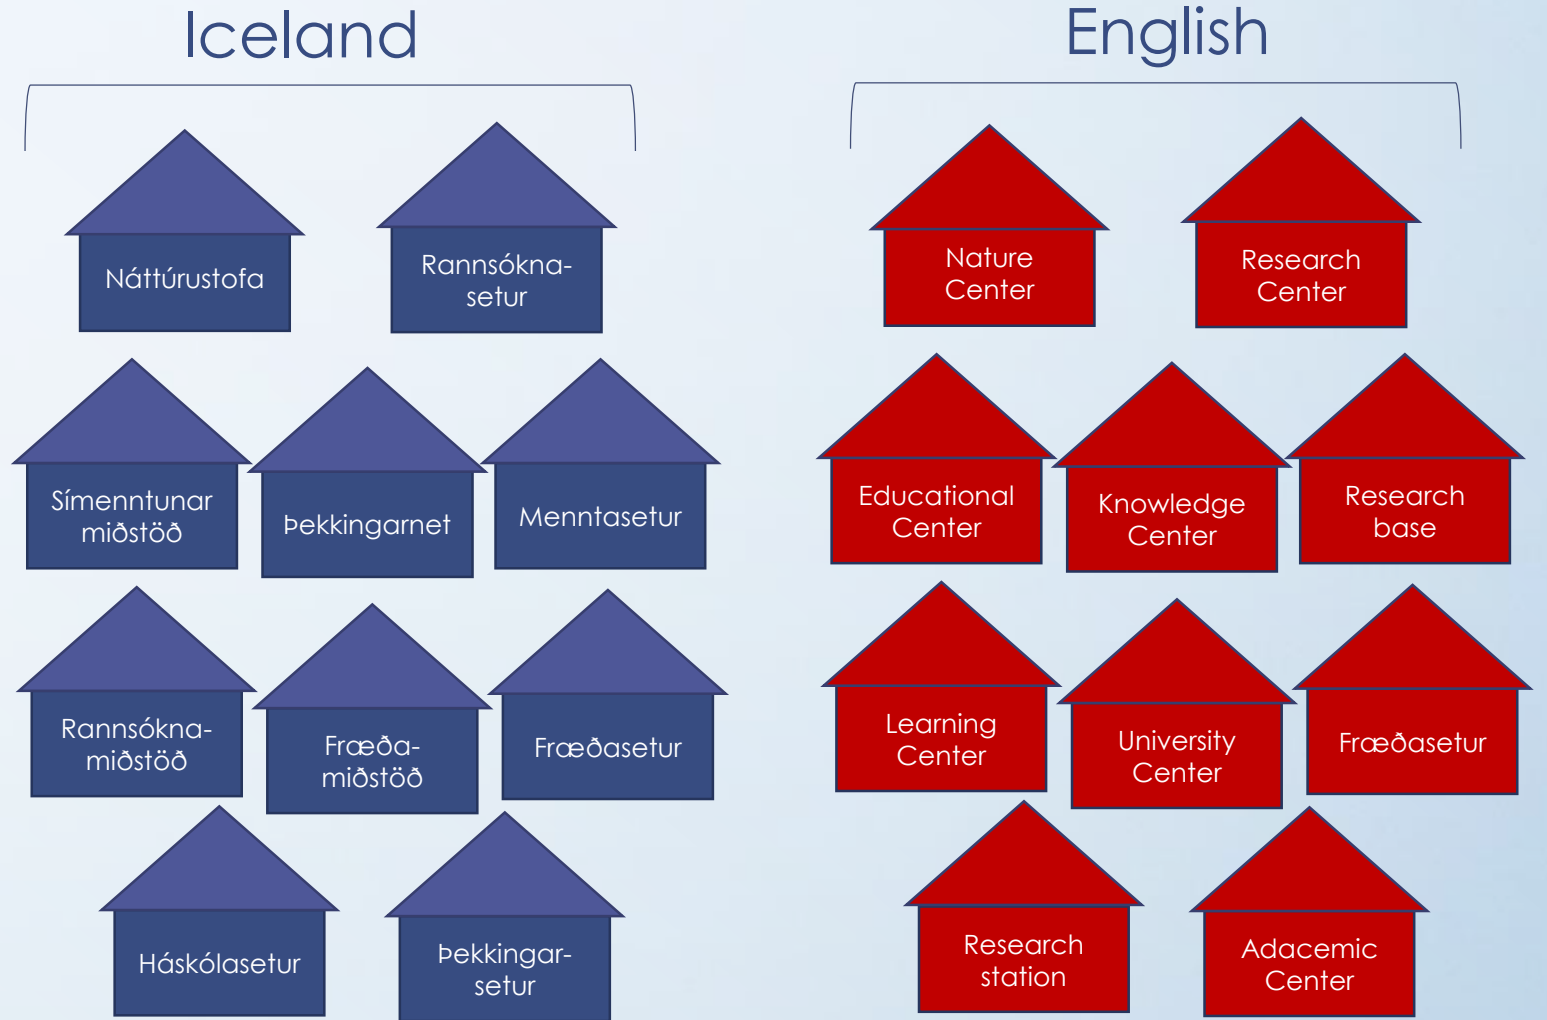 Iceland
Náttúrustofa
Rannsókna-
setur
Símenntunar
miðstöð
Þekkingarnet
Menntasetur
Rannsókna-
miðstöð
Fræða-
miðstöð
Fræðasetur
Háskólasetur
Þekkingar-
setur
English
Nature
Center
Research
Center
Educational
Center
Knowledge
Center
Research
base
Learning
Center
University
Center
Fræðasetur
Research
station
Adacemic
Center